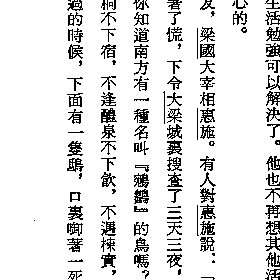 生活勉強可以解決了。他也不再想其他活
心的。
友，梁國大宰相惠施。有人對惠施說：「
著了慌，下令大梁城裏搜查了三天三夜，
你知道南方有一種名叫『鵷鶵』的鳥嗎？
桐不下宿，不逢醴泉不下飲，不遇楝實，
過的時候，下面有一隻鴟，口裏啣著一死